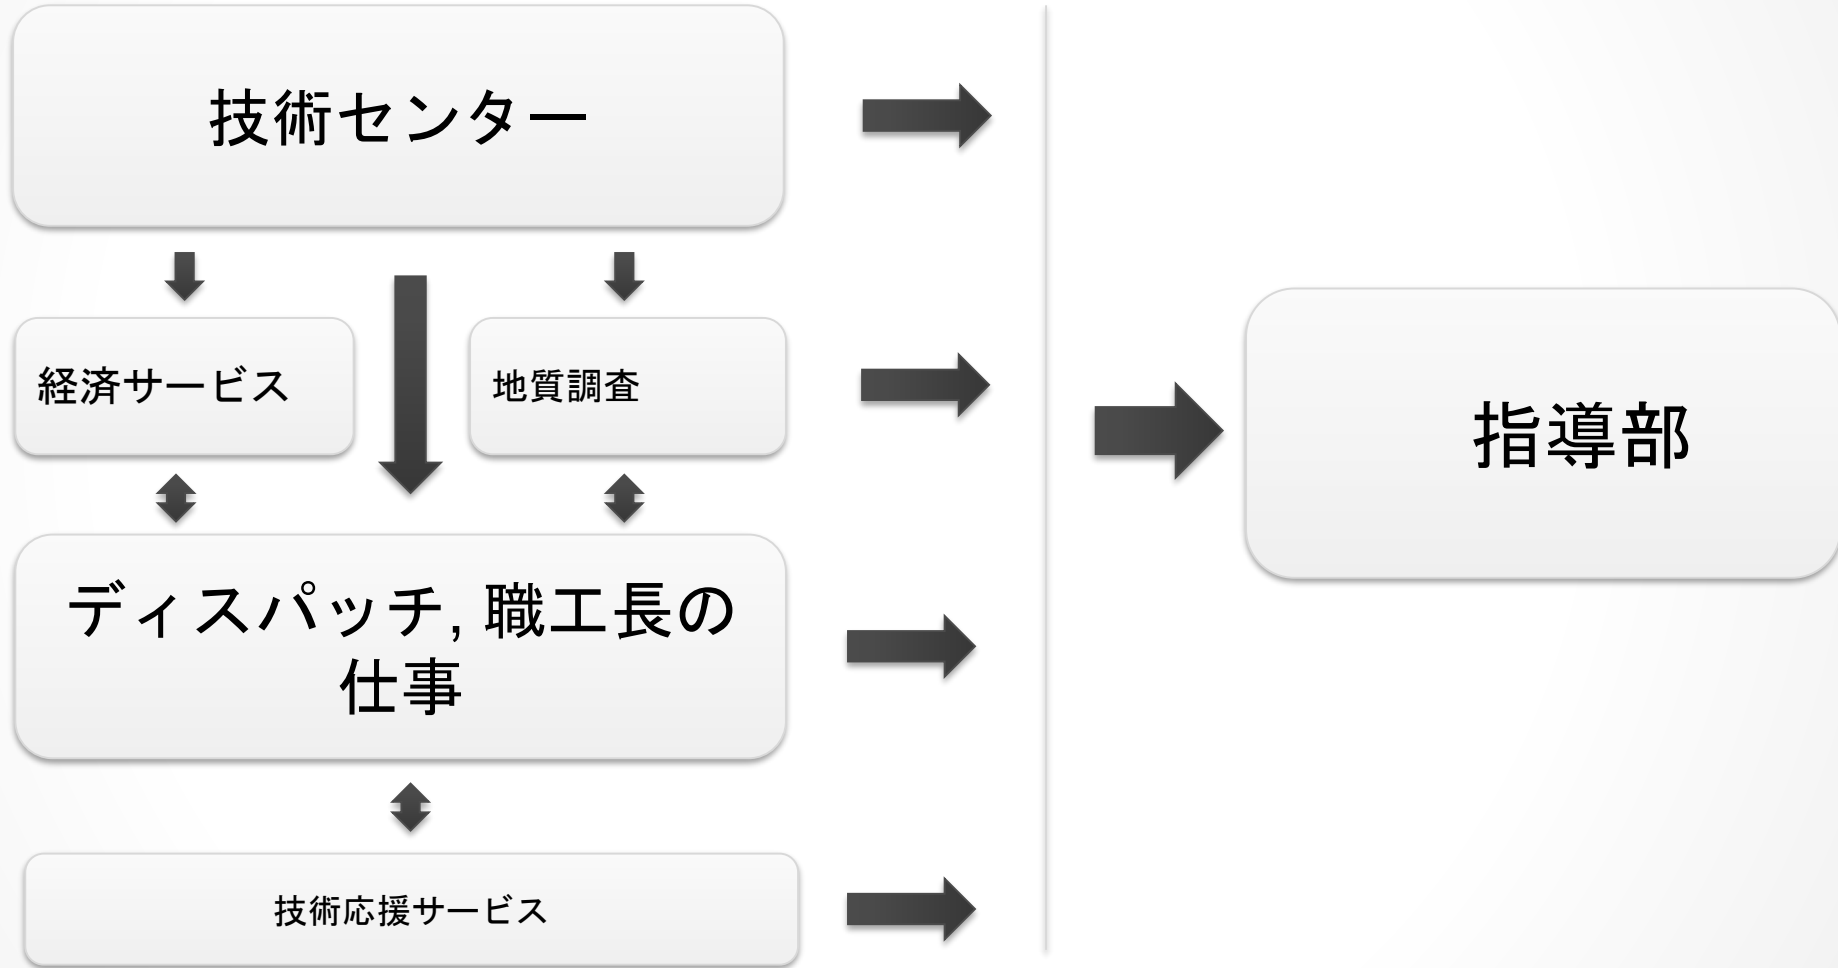 技術センター
経済サービス
地質調査
指導部
ディスパッチ, 職工長の
仕事
技術応援サービス